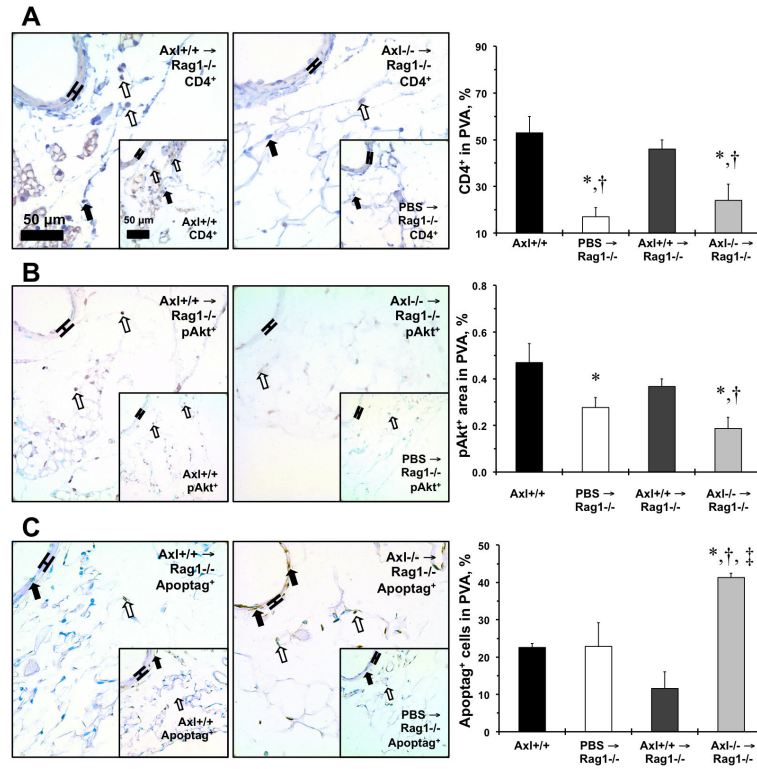 A
Axl+/+ →
Rag1-/-
CD4⁺
50 µm
50 µm
Axl+/+
CD4⁺
Axl-/- →
Rag1-/-
CD4⁺
PBS →
Rag1-/-
CD4⁺
CD4⁺ in PVA, %
90
70
50
30
10
*,†
*,†
Axl+/+
PBS →
Rag1-/-
Axl+/+ →
Rag1-/-
Axl-/- →
Rag1-/-
B
Axl+/+ →
Rag1-/-
pAkt⁺
Axl+/+
pAkt⁺
Axl-/- →
Rag1-/-
pAkt⁺
PBS →
Rag1-/-
pAkt⁺
pAkt⁺ area in PVA, %
0.8
0.6
0.4
0.2
0.0
*
*,†
Axl+/+
PBS →
Rag1-/-
Axl+/+ →
Rag1-/-
Axl-/- →
Rag1-/-
C
Axl+/+ →
Rag1-/-
Apoptag⁺
Axl+/+
Apoptag⁺
Axl-/- →
Rag1-/-
Apoptag⁺
PBS →
Rag1-/-
Apoptag⁺
Apoptag⁺ cells in PVA, %
50
40
30
20
10
0
*,†,‡
Axl+/+
PBS →
Rag1-/-
Axl+/+ →
Rag1-/-
Axl-/- →
Rag1-/-